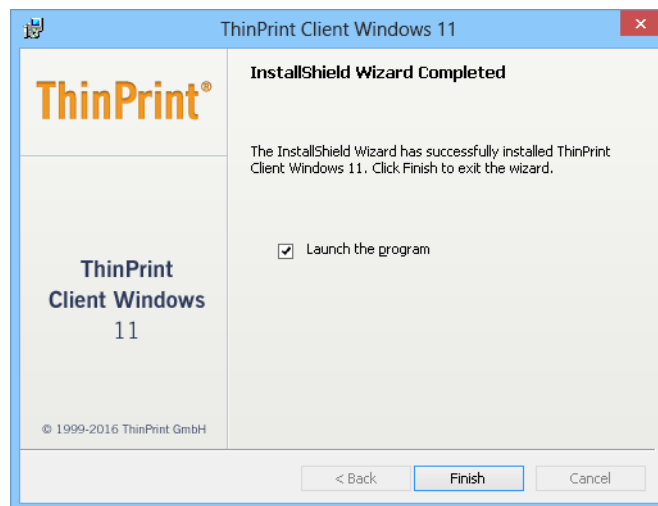 ThinPrint Client Windows 11
ThinPrint®
InstallShield Wizard Completed
The InstallShield Wizard has successfully installed ThinPrint
Client Windows 11. Click Finish to exit the wizard.
Launch the program
ThinPrint
Client Windows
11
© 1999-2016 ThinPrint GmbH
< Back
Finish
Cancel